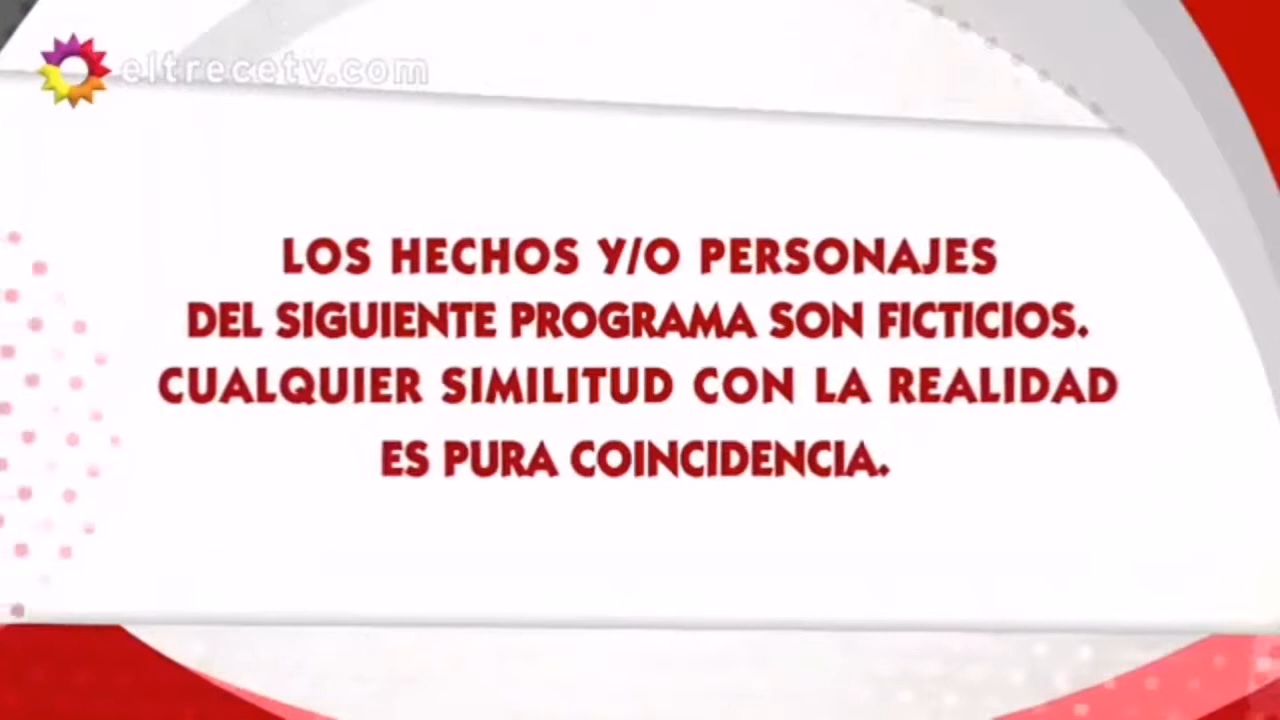 eltrecetv.com
LOS HECHOS Y/O PERSONAJES
DEL SIGUIENTE PROGRAMA SON FICTICIOS.
CUALQUIER SIMILITUD CON LA REALIDAD
ES PURA COINCIDENCIA.